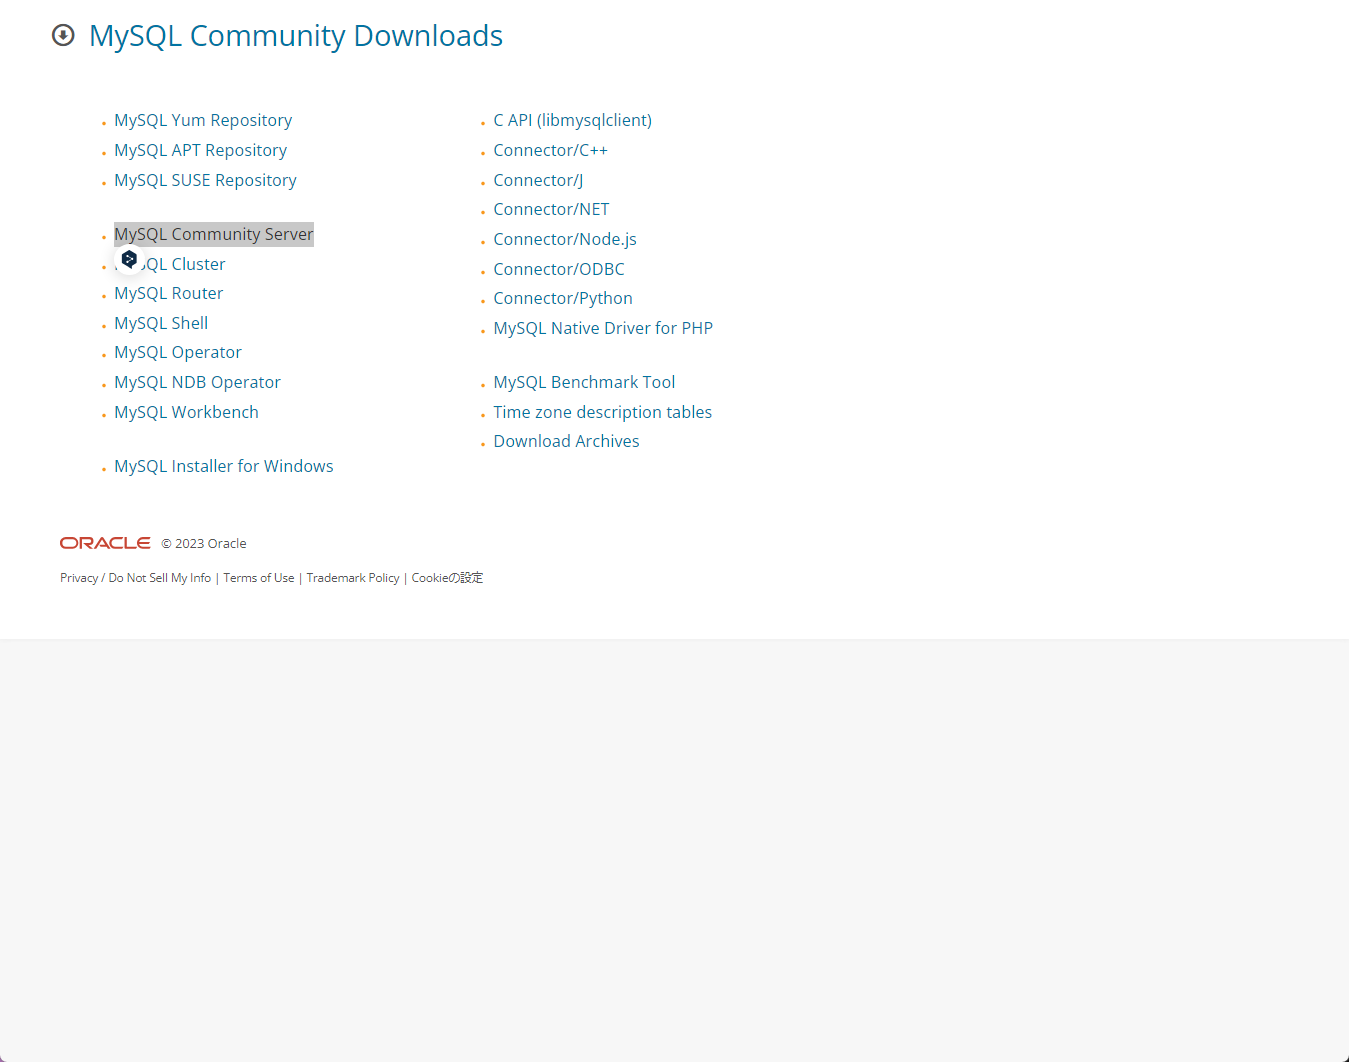 MySQL Community Downloads
MySQL Yum Repository
MySQL APT Repository
MySQL SUSE Repository
MySQL Community Server
SQL Cluster
MySQL Router
MySQL Shell
MySQL Operator
MySQL NDB Operator
MySQL Workbench
MySQL Installer for Windows
C API (libmysqlclient)
Connector/C++
Connector/J
Connector/NET
Connector/Node.js
Connector/ODBC
Connector/Python
MySQL Native Driver for PHP
MySQL Benchmark Tool
Time zone description tables
Download Archives
ORACLE © 2023 Oracle
Privacy / Do Not Sell My Info | Terms of Use | Trademark Policy | Cookieの設定